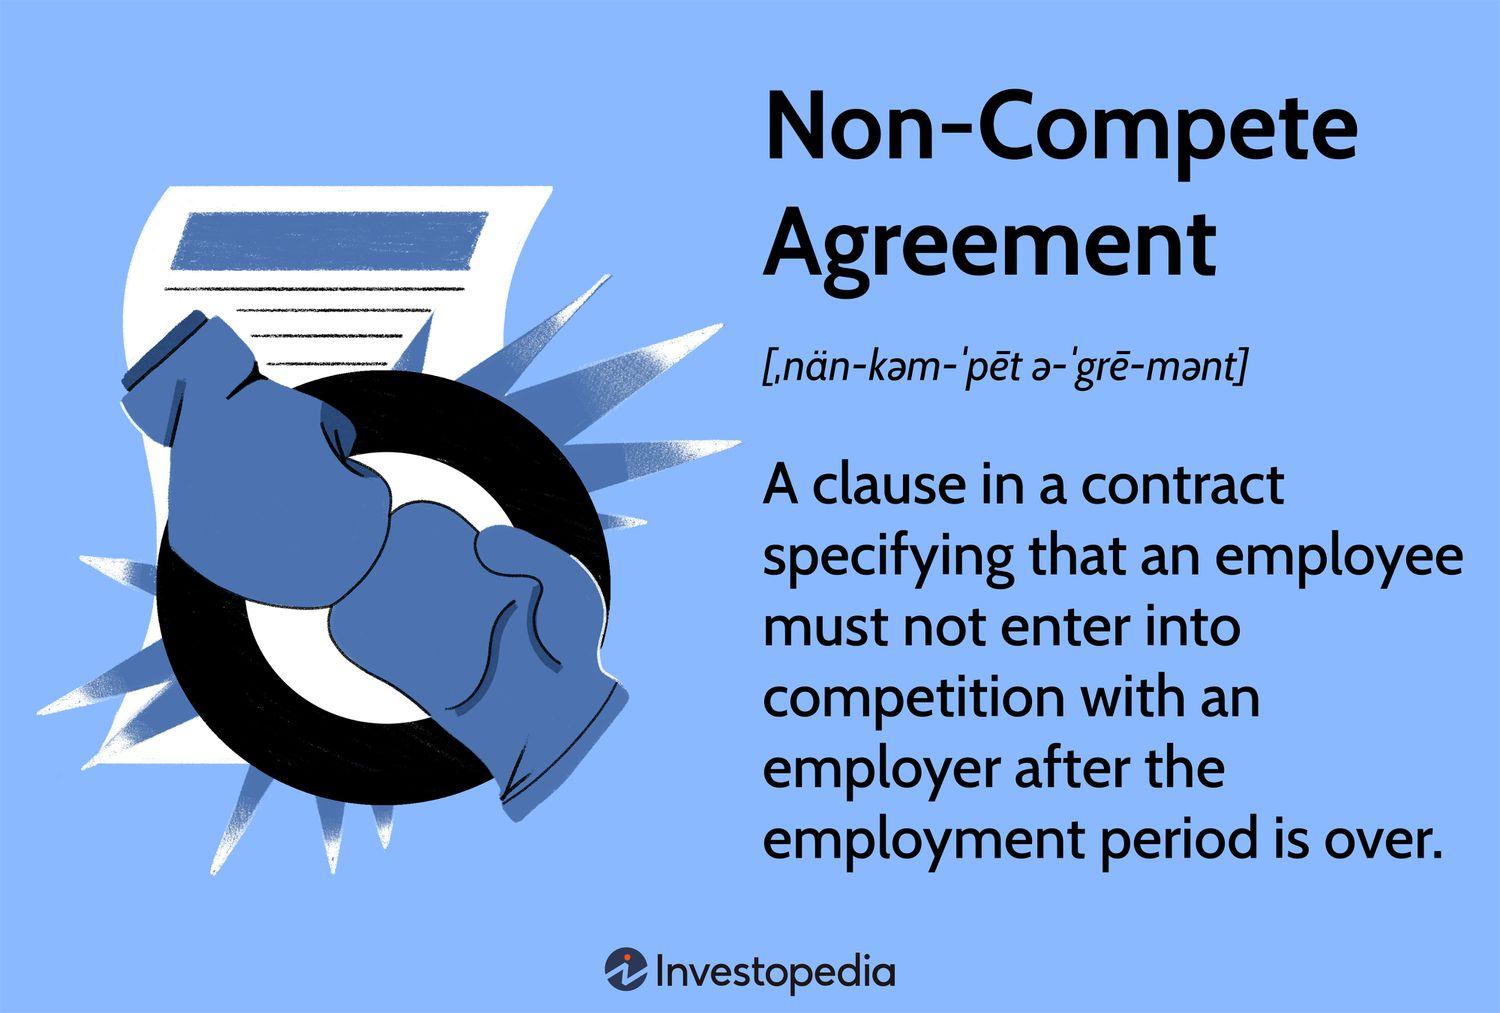 Non-Compete
Agreement
[ˌnän-kəm-ˈpēt ə-ˈgrē-mənt]
A clause in a contract
specifying that an employee
must not enter into
competition with an
employer after the
employment period is over.
Investopedia